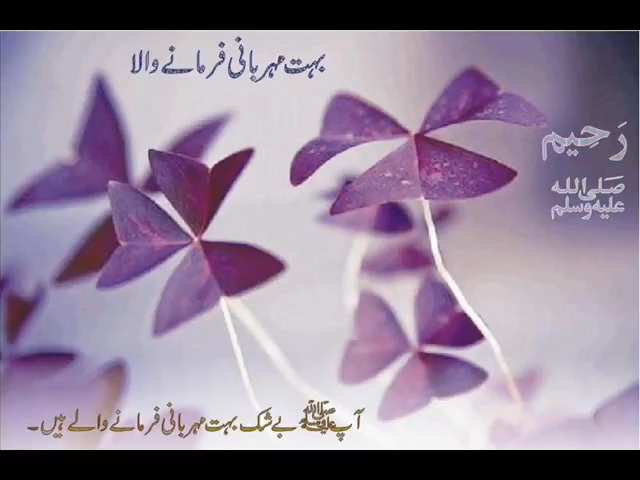 بہت مہربانی فرمانے والا
رَحِیم
صَلی اللہ
علیہ وسلم
آپ ﷺ بے شک بہت مہربانی فرمانے والے ہیں۔